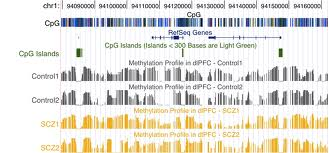 chr1: 94090000 94100000 94110000 94120000 94130000 94140000 94150000 94160000
CpG
CpG
RefSeq Genes
CpG Islands (Islands < 300 Bases are Light Green)
CpG Islands
Methylation Profile in dlPFC - Control1
Control1
Methylation Profile in dlPFC - Control2
Control2
Methylation Profile in dlPFC - SCZ1
SCZ1
Methylation Profile in dlPFC - SCZ2
SCZ2